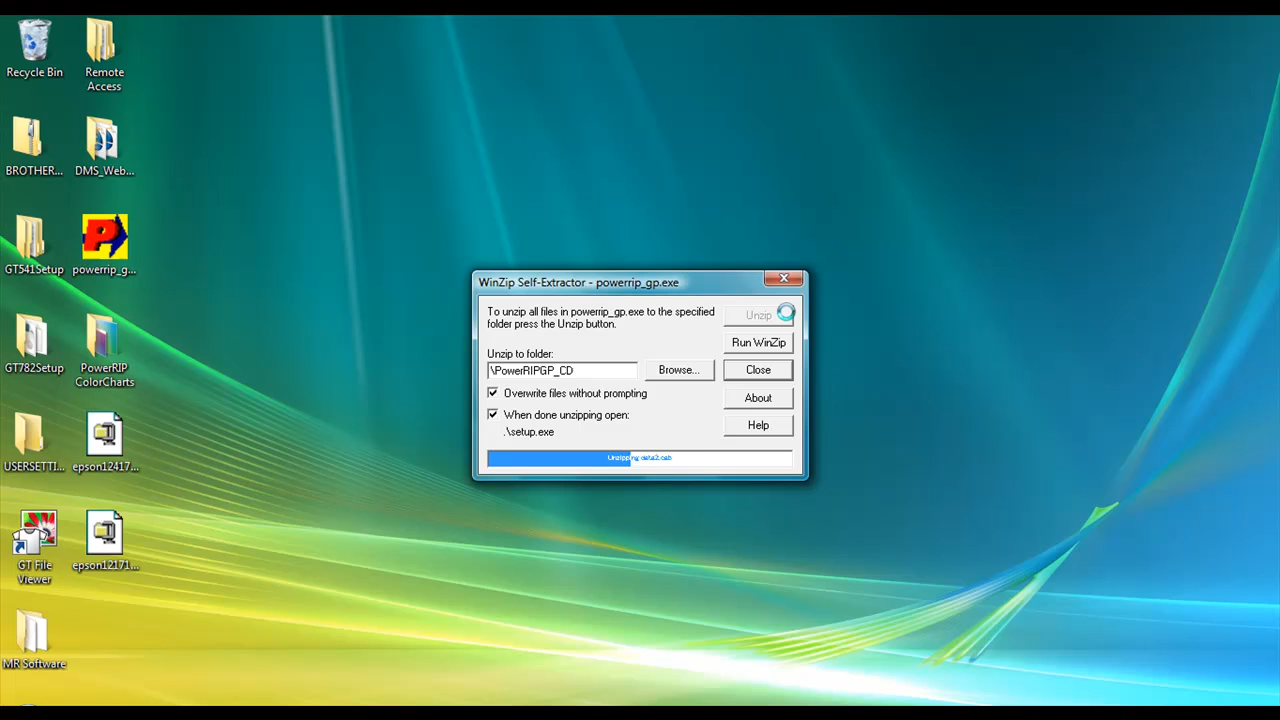 Recycle Bin
Remote
Access
BROTHER...
DMS_Web...
GT541Setup
powerrip_g...
GT782Setup
PowerRIP
ColorCharts
USERSETTI...
epson12417...
GT File
Viewer
epson12171...
MR Software
WinZip Self-Extractor - powerrip_gp.exe
To unzip all files in powerrip_gp.exe to the specified
folder press the Unzip button.
Unzip
Run WinZip
Unzip to folder:
\PowerRIPGP_CD
Browse...
Close
Overwrite files without prompting
About
When done unzipping open:
.\setup.exe
Help
Unzipping data2.cab